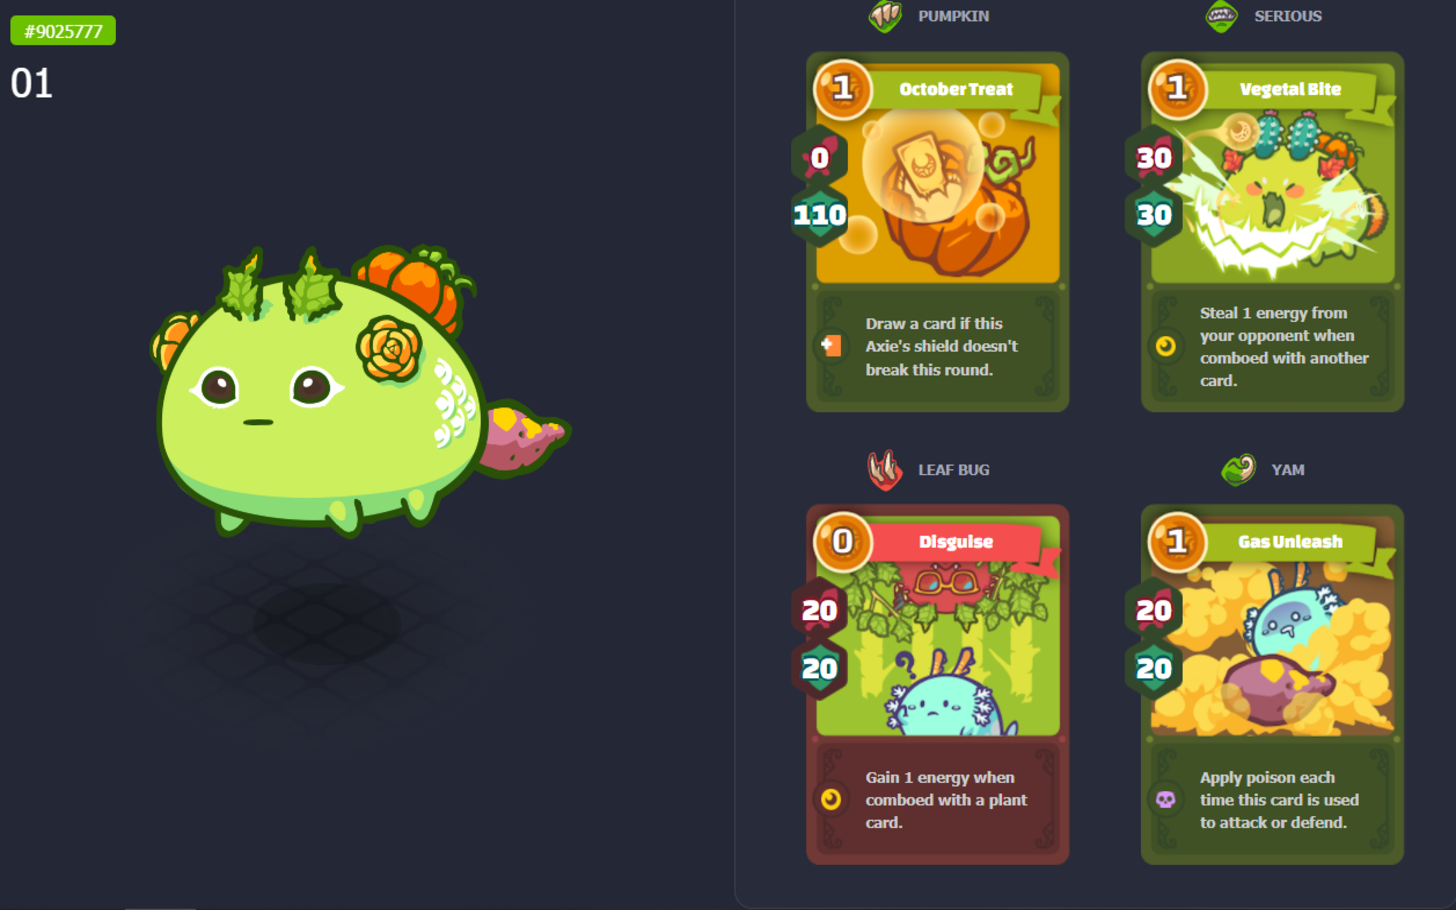 #9025777
01
PUMPKIN
1
October Treat
0
110
Draw a card if this
Axie's shield doesn't
break this round.
SERIOUS
1
Vegetal Bite
30
30
Steal 1 energy from
your opponent when
comboed with another
card.
LEAF BUG
0
Disguise
20
20
?
Gain 1 energy when
comboed with a plant
card.
YAM
1
Gas Unleash
20
20
Apply poison each
time this card is used
to attack or defend.